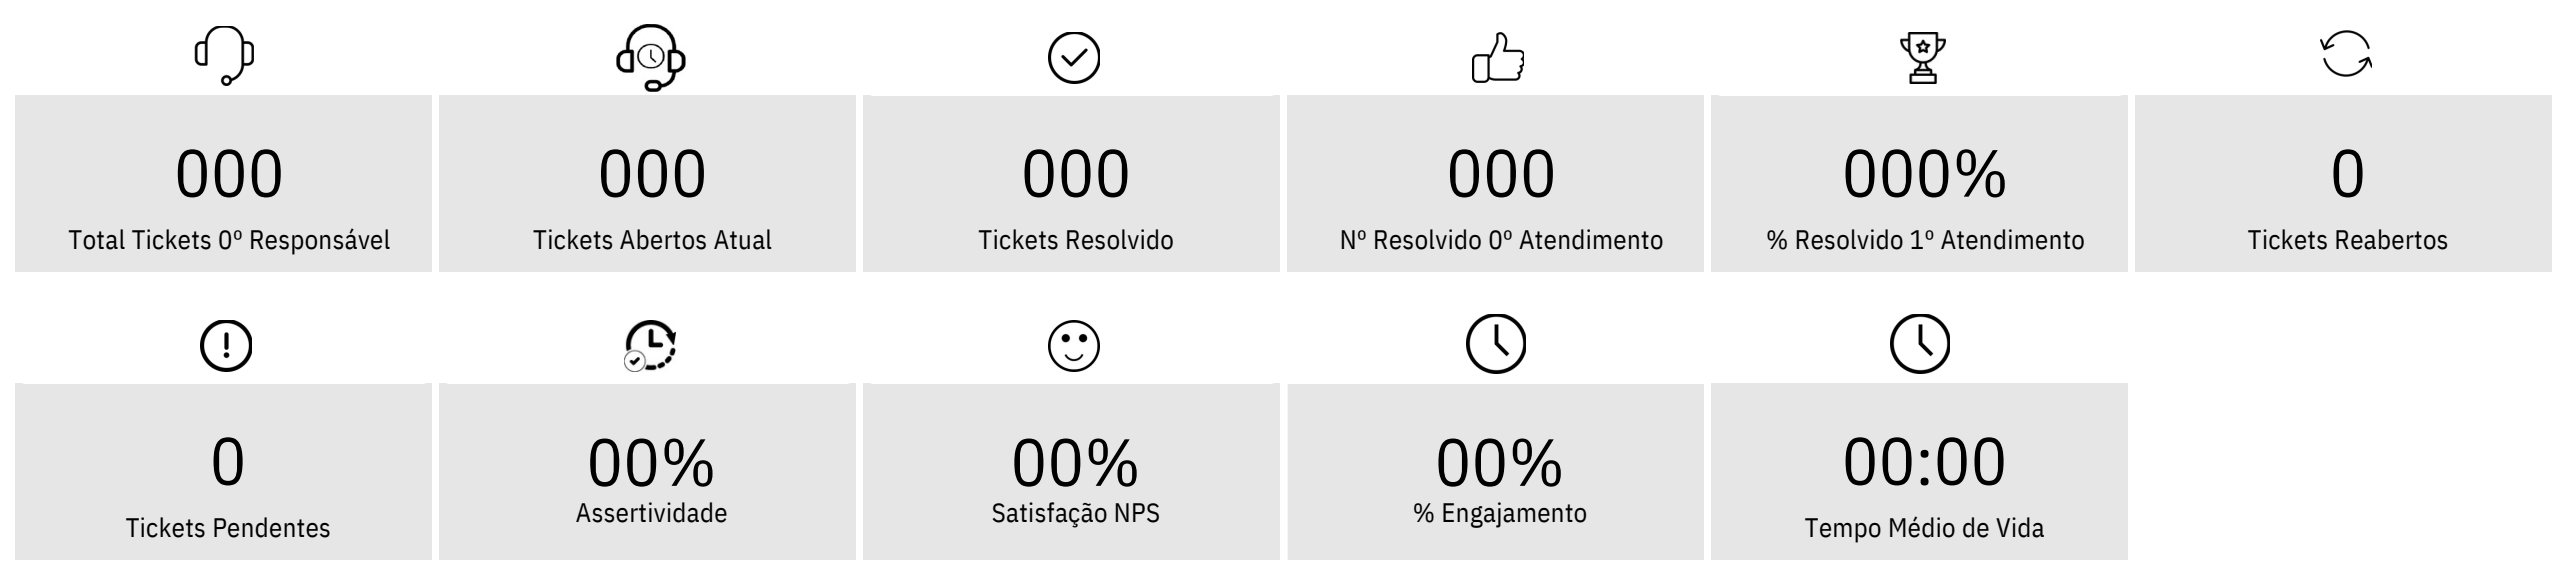 000
Total Tickets 0º Responsável
000
Tickets Abertos Atual
000
Tickets Resolvido
000
Nº Resolvido 0º Atendimento
000%
% Resolvido 1º Atendimento
0
Tickets Reabertos
0
Tickets Pendentes
00%
Assertividade
00%
Satisfação NPS
00%
% Engajamento
00:00
Tempo Médio de Vida